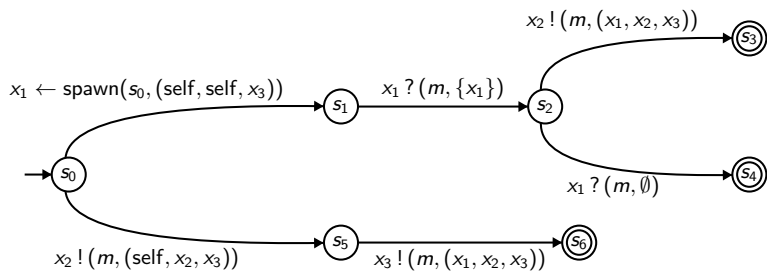 x₂ ! (m, (x₁, x₂, x₃))
s₃
x₁ ← spawn(s₀, (self, self, x₃))
s₁
x₁ ? (m, {x₁})
s₂
s₀
x₁ ? (m, ∅)
s₄
x₂ ! (m, (self, x₂, x₃))
s₅
x₃ ! (m, (x₁, x₂, x₃))
s₆